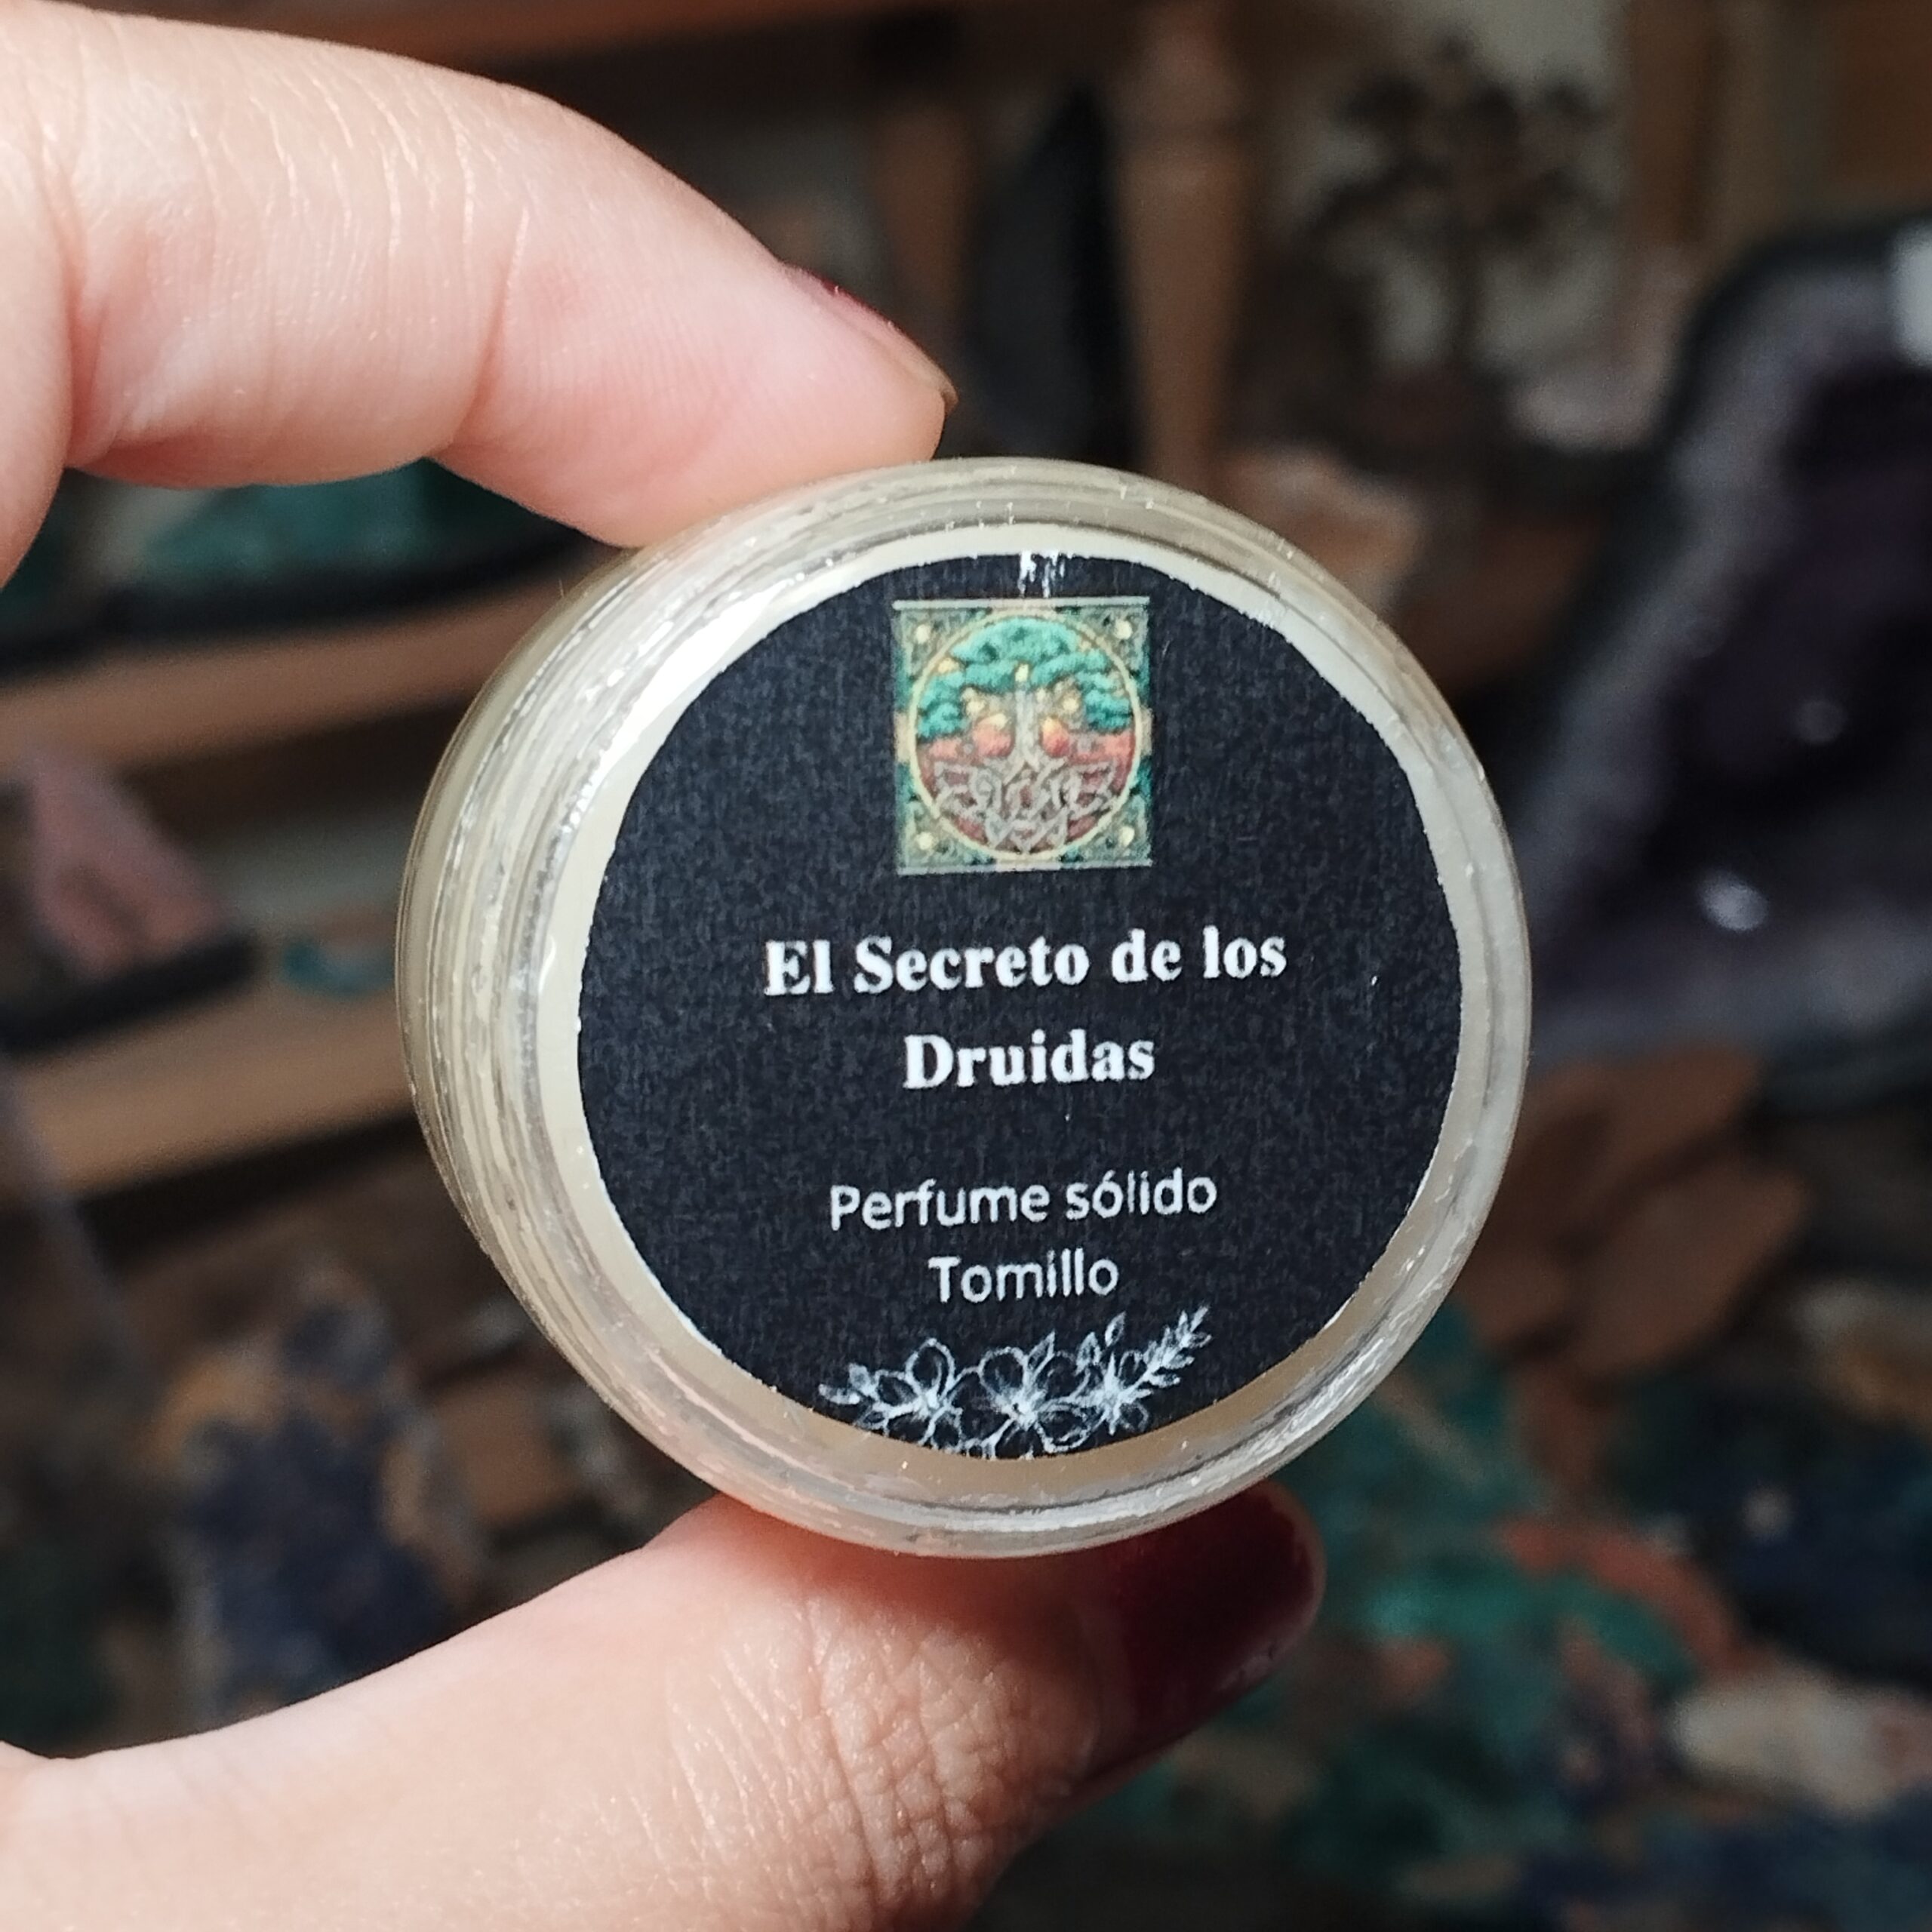 El Secreto de los
Druidas
Perfume sólido
Tomillo